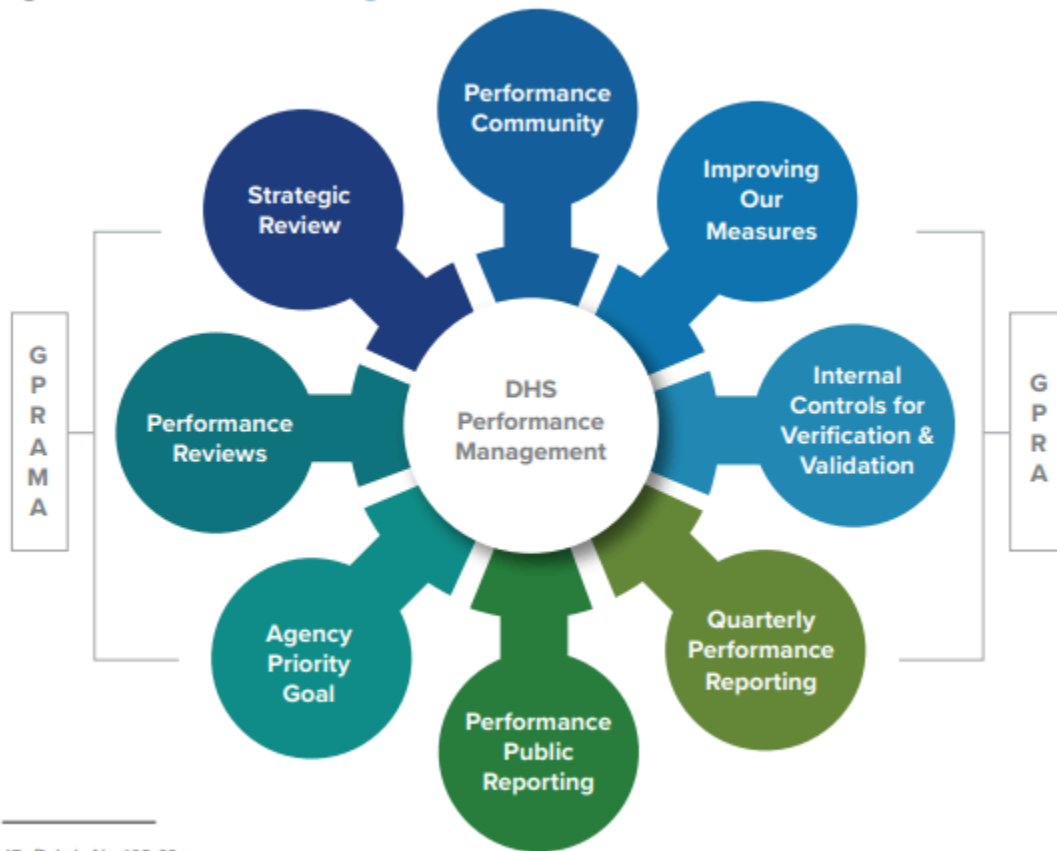 Performance
Community
Improving
Our
Measures
Internal
Controls for
Verification &
Validation
Quarterly
Performance
Reporting
Performance
Public
Reporting
Agency
Priority
Goal
Performance
Reviews
Strategic
Review
DHS
Performance
Management
G
P
R
A
M
A
G
P
R
A